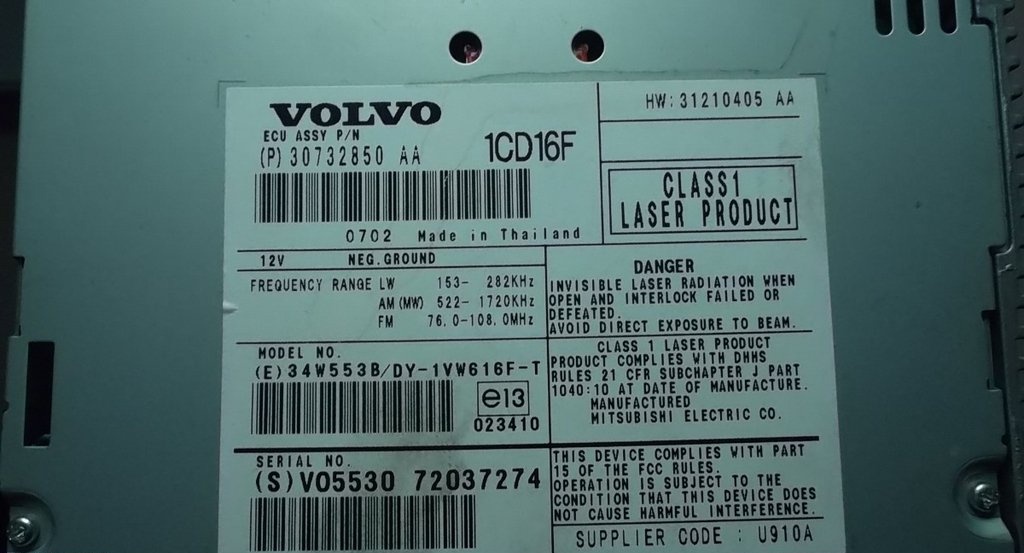 VOLVO
ECU ASSY P/N
(P) 30732850 AA
1CD16F
0702 Made in Thailand
HW: 31210405 AA
CLASS1
LASER PRODUCT
12V NEG. GROUND
FREQUENCY RANGE LW 153- 282KHz
AM (MW) 522- 1720KHz
FM 76.0-108.0MHz
DANGER
INVISIBLE LASER RADIATION WHEN
OPEN AND INTERLOCK FAILED OR
DEFEATED.
AVOID DIRECT EXPOSURE TO BEAM.
MODEL NO.
(E) 34W553B/DY-1VW616F-T
e13
023410
CLASS 1 LASER PRODUCT
PRODUCT COMPLIES WITH DHHS
RULES 21 CFR SUBCHAPTER J PART
1040:10 AT DATE OF MANUFACTURE.
MANUFACTURED
MITSUBISHI ELECTRIC CO.
SERIAL NO.
(S) VO5530 72037274
THIS DEVICE COMPLIES WITH PART
15 OF THE FCC RULES.
OPERATION IS SUBJECT TO THE
CONDITION THAT THIS DEVICE DOES
NOT CAUSE HARMFUL INTERFERENCE.
SUPPLIER CODE : U910A